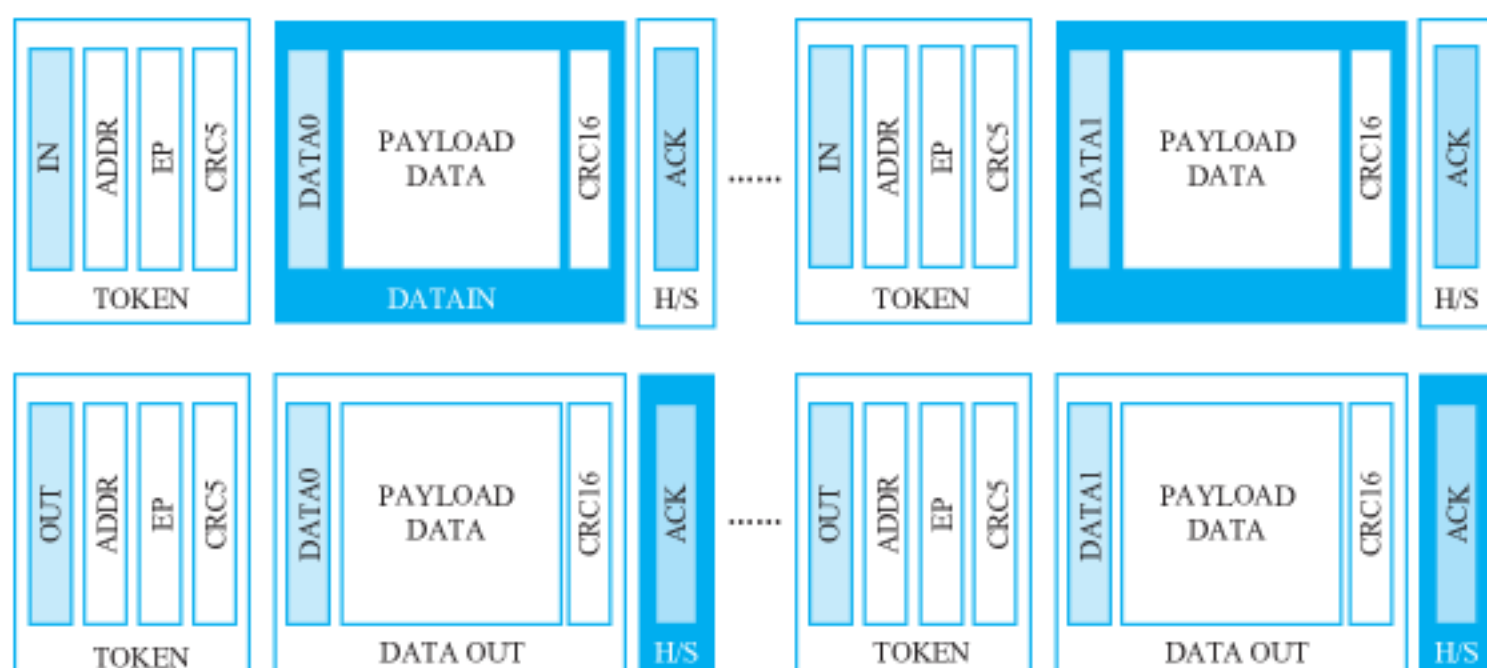 IN
ADDR
EP
CRC5
TOKEN
DATA0
PAYLOAD
DATA
CRC16
DATAIN
ACK
H/S
......
IN
ADDR
EP
CRC5
TOKEN
DATA1
PAYLOAD
DATA
CRC16
ACK
H/S
OUT
ADDR
EP
CRC5
TOKEN
DATA0
PAYLOAD
DATA
CRC16
DATA OUT
ACK
H/S
......
OUT
ADDR
EP
CRC5
TOKEN
DATA1
PAYLOAD
DATA
CRC16
DATA OUT
ACK
H/S